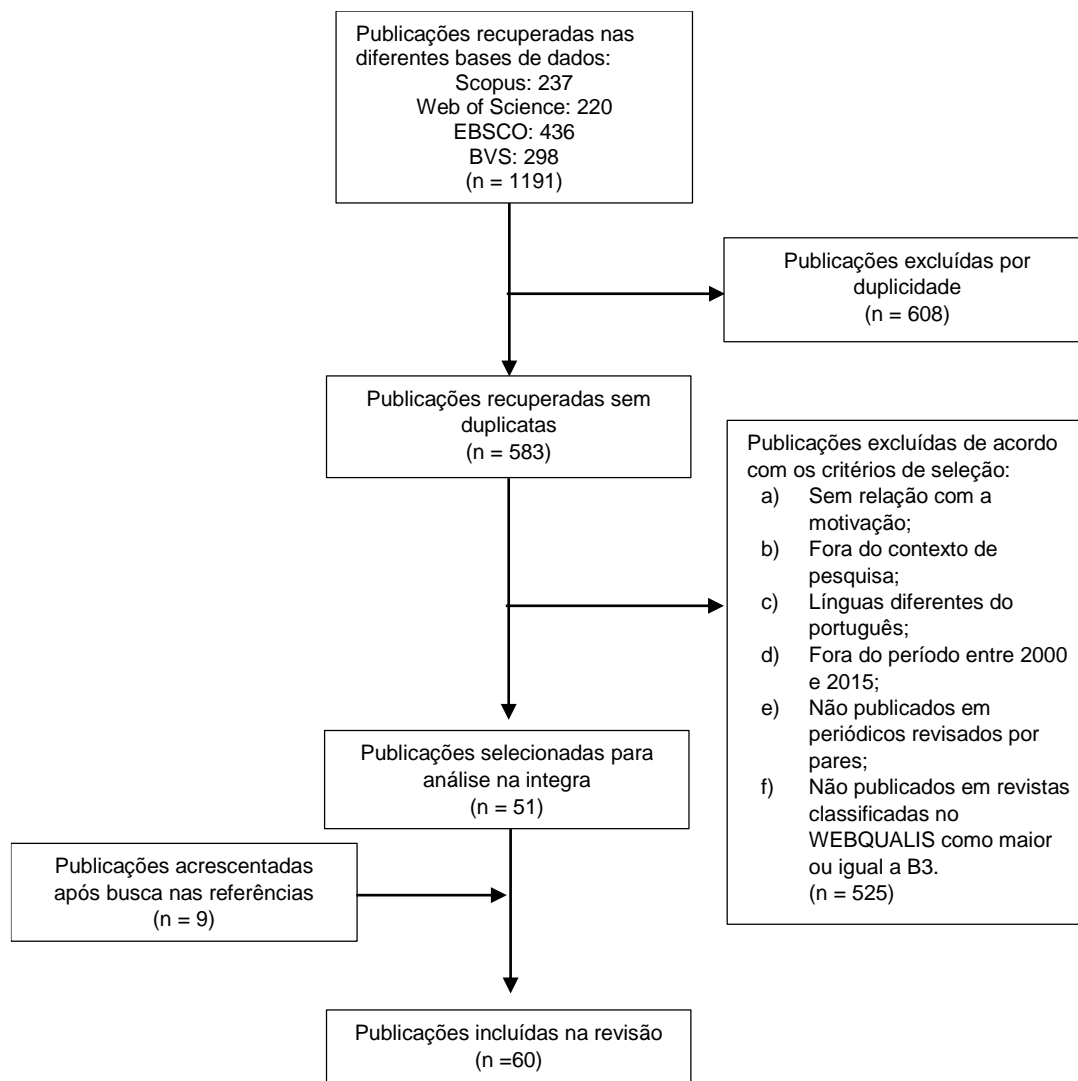 Publicações recuperadas nas
diferentes bases de dados:
Scopus: 237
Web of Science: 220
EBSCO: 436
BVS: 298
(n = 1191)
Publicações excluídas por
duplicidade
(n = 608)
Publicações recuperadas sem
duplicatas
(n = 583)
Publicações excluídas de acordo
com os critérios de seleção:
a) Sem relação com a
motivação;
b) Fora do contexto de
pesquisa;
c) Línguas diferentes do
português;
d) Fora do período entre 2000
e 2015;
e) Não publicados em
periódicos revisados por
pares;
f) Não publicados em revistas
classificadas no
WEBQUALIS como maior
ou igual a B3.
(n = 525)
Publicações selecionadas para
análise na integra
(n = 51)
Publicações acrescentadas
após busca nas referências
(n = 9)
Publicações incluídas na revisão
(n =60)